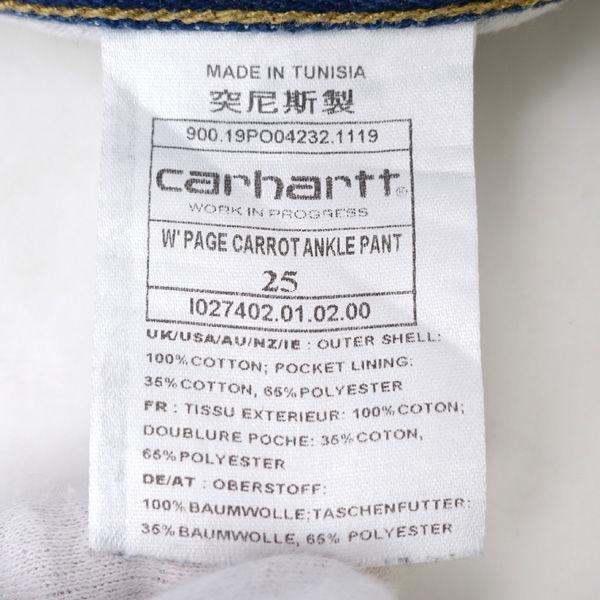 MADE IN TUNISIA
突尼斯製
900.19PO04232.1119
carhartt®
WORK IN PROGRESS
W' PAGE CARROT ANKLE PANT
25
I027402.01.02.00
UK/USA/AU/NZ/IE : OUTER SHELL:
100% COTTON; POCKET LINING:
35% COTTON, 65% POLYESTER
FR : TISSU EXTERIEUR: 100% COTON;
DOUBLURE POCHE: 35% COTON,
65% POLYESTER
DE/AT : OBERSTOFF:
100% BAUMWOLLE; TASCHENFUTTER:
35% BAUMWOLLE, 65% POLYESTER